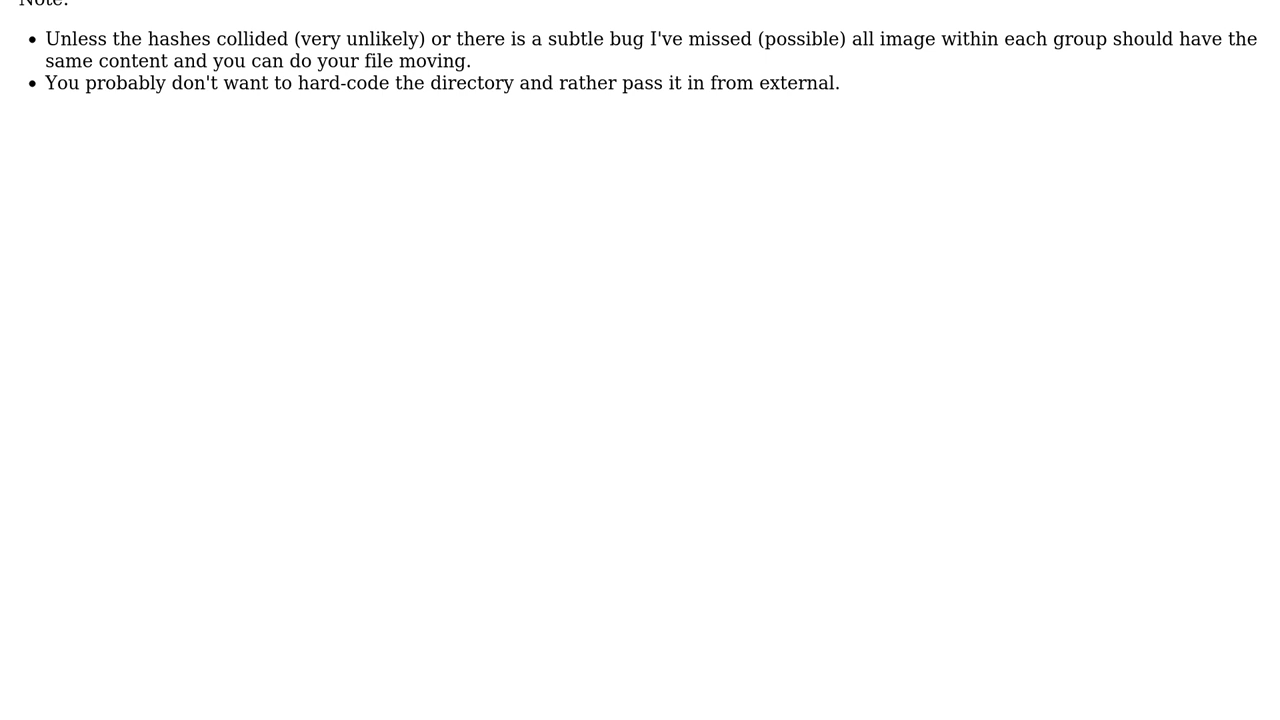 Note:
• Unless the hashes collided (very unlikely) or there is a subtle bug I've missed (possible) all image within each group should have the
same content and you can do your file moving.
• You probably don't want to hard-code the directory and rather pass it in from external.